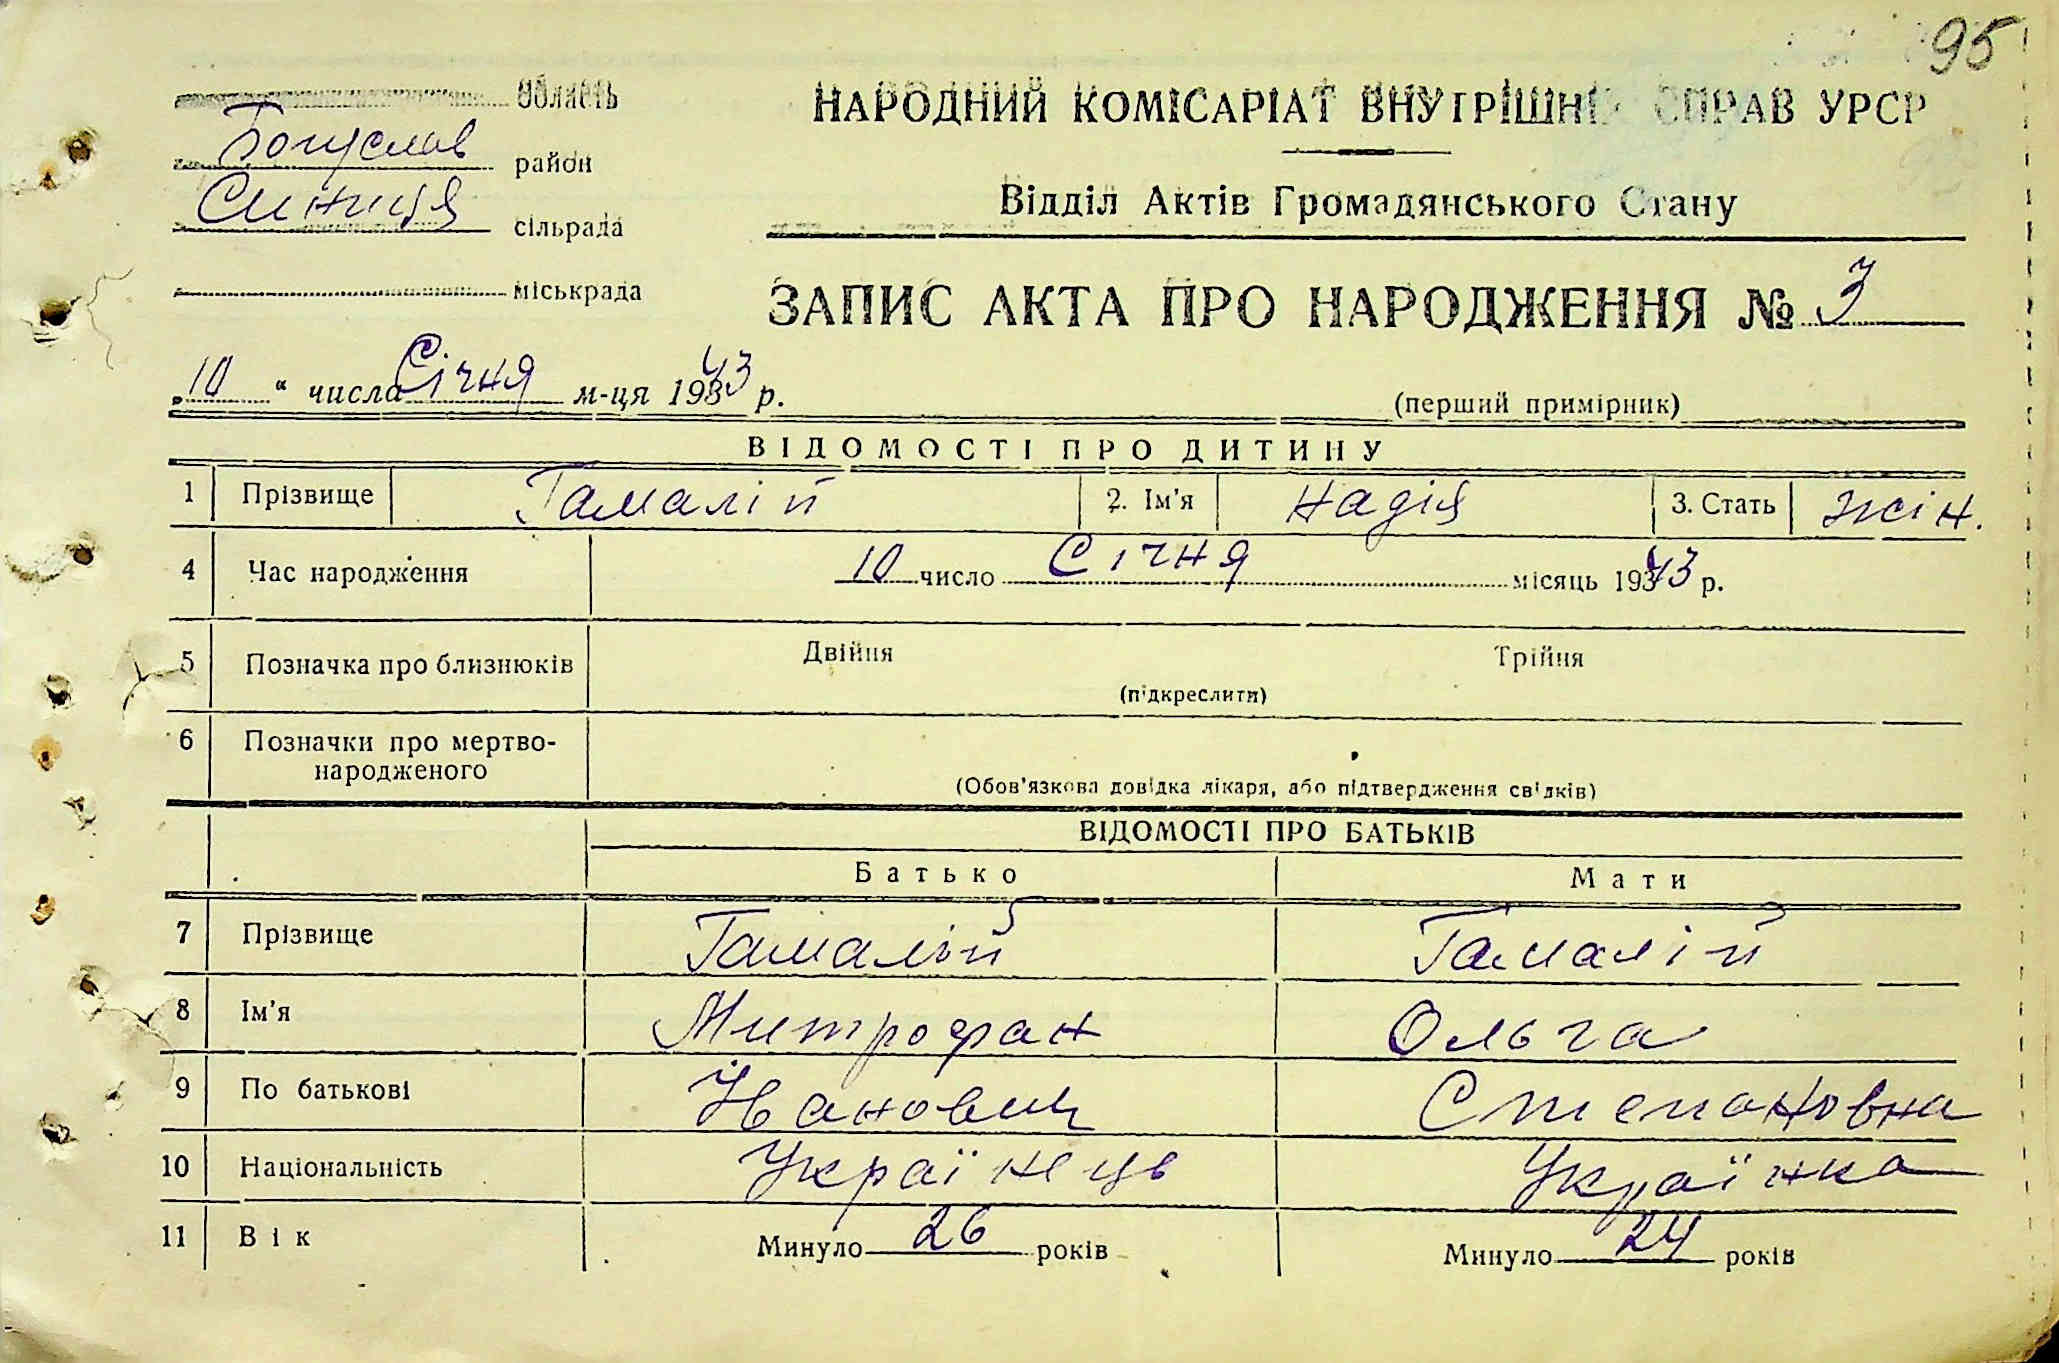 95
область
НАРОДНИЙ КОМІСАРІАТ ВНУТРІШНІХ СПРАВ УРСР
Богуслав район
Синиця сільрада
Відділ Актів Громадянського Стану
міськрада
ЗАПИС АКТА ПРО НАРОДЖЕННЯ № 3
„10“ числа Січня м-ця 1943 р.
(перший примірник)
ВІДОМОСТІ ПРО ДИТИНУ
1 Прізвище Гамалій 2. Ім'я Надія 3. Стать жін.
4 Час народження 10 число Січня місяць 1943 р.
5 Позначка про близнюків Двійня Трійня
(підкреслити)
6 Позначки про мертво-
народженого
(Обов'язкова довідка лікаря, або підтвердження свідків)
ВІДОМОСТІ ПРО БАТЬКІВ
Батько Мати
7 Прізвище Гамалій Гамалій
8 Ім'я Митрофан Ольга
9 По батькові Іванович Степановна
10 Національність Українець Українка
11 Вік Минуло 26 років Минуло 24 років